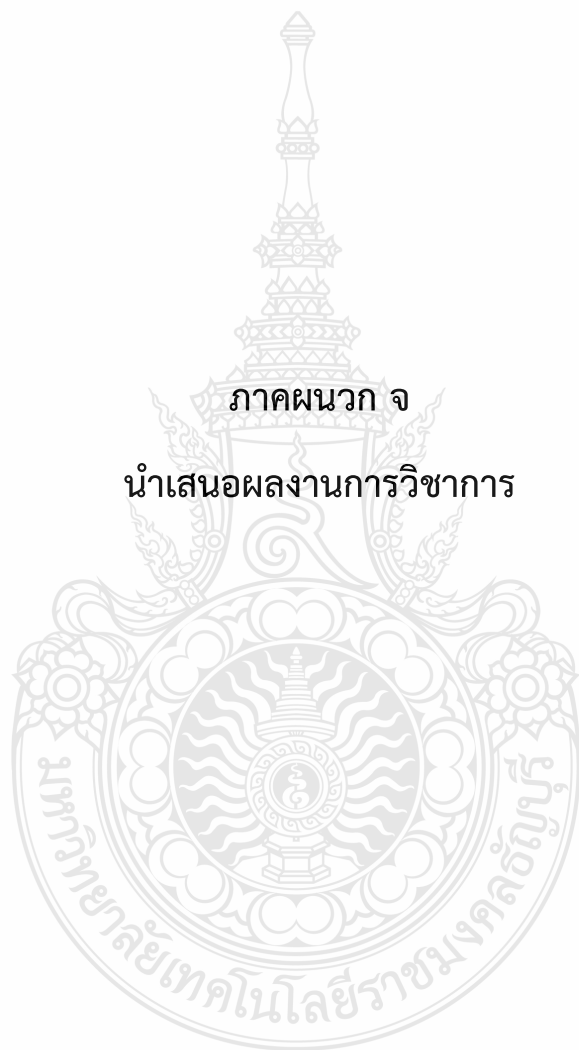 ภาคผนวก จ
นำเสนอผลงานการวิชาการ
มหาวิทยาลัยเทคโนโลยีราชมงคลธัญบุรี